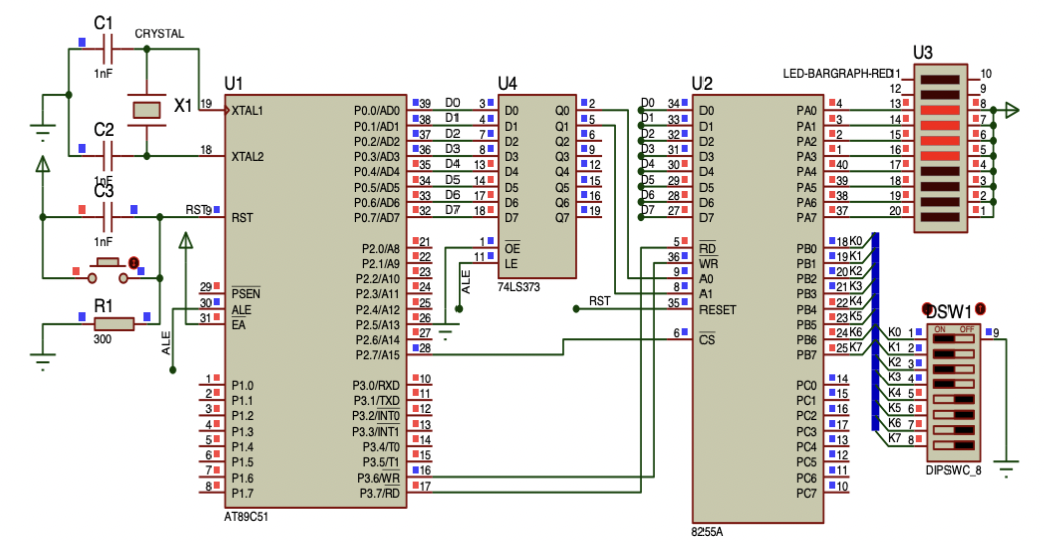 C1
1nF
CRYSTAL
X1
C2
1nF
C3
1nF
R1
300
RST
ALE
U1
19 XTAL1
18 XTAL2
9 RST
29 PSEN
30 ALE
31 EA
1 P1.0
2 P1.1
3 P1.2
4 P1.3
5 P1.4
6 P1.5
7 P1.6
8 P1.7
P0.0/AD0 39
P0.1/AD1 38
P0.2/AD2 37
P0.3/AD3 36
P0.4/AD4 35
P0.5/AD5 34
P0.6/AD6 33
P0.7/AD7 32
P2.0/A8 21
P2.1/A9 22
P2.2/A10 23
P2.3/A11 24
P2.4/A12 25
P2.5/A13 26
P2.6/A14 27
P2.7/A15 28
P3.0/RXD 10
P3.1/TXD 11
P3.2/INT0 12
P3.3/INT1 13
P3.4/T0 14
P3.5/T1 15
P3.6/WR 16
P3.7/RD 17
AT89C51
U4
D0 3 D0 Q0 2
D1 4 D1 Q1 5
D2 7 D2 Q2 6
D3 8 D3 Q3 9
D4 13 D4 Q4 12
D5 14 D5 Q5 15
D6 17 D6 Q6 16
D7 18 D7 Q7 19
1 OE
11 LE
ALE
74LS373
RST
U2
D0 34 D0
D1 33 D1
D2 32 D2
D3 31 D3
D4 30 D4
D5 29 D5
D6 28 D6
D7 27 D7
5 RD
36 WR
9 A0
8 A1
35 RESET
6 CS
PA0 4
PA1 3
PA2 2
PA3 1
PA4 40
PA5 39
PA6 38
PA7 37
PB0 18 K0
PB1 19 K1
PB2 20 K2
PB3 21 K3
PB4 22 K4
PB5 23 K5
PB6 24 K6
PB7 25 K7
PC0 14
PC1 15
PC2 16
PC3 17
PC4 13
PC5 12
PC6 11
PC7 10
8255A
U3
LED-BARGRAPH-RED
11 10
12 9
13 8
14 7
15 6
16 5
17 4
18 3
19 2
20 1
DSW1
ON OFF
K0 1 9
K1 2
K2 3
K3 4
K4 5
K5 6
K6 7
K7 8
DIPSWC_8